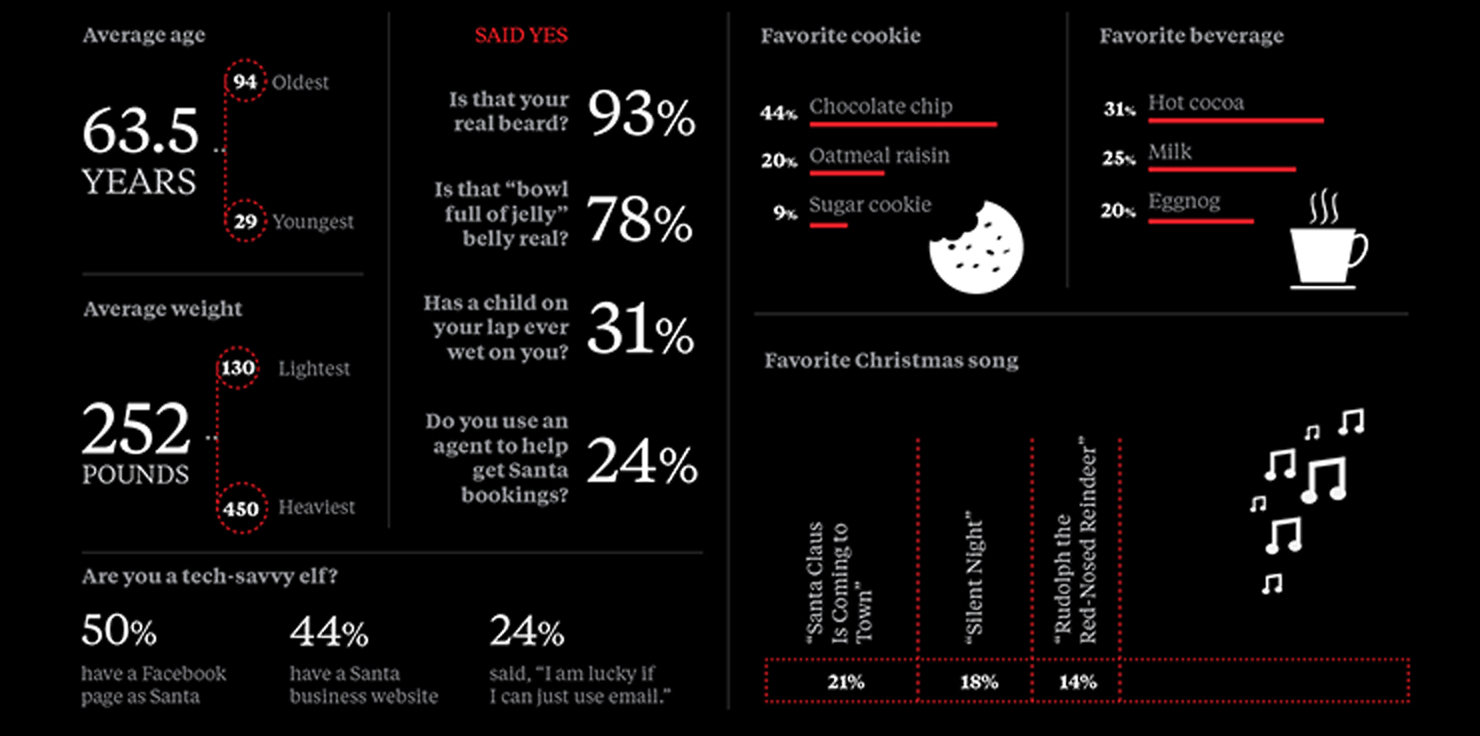 Average age
94 Oldest
63.5
YEARS
29 Youngest
Average weight
130 Lightest
252
POUNDS
450 Heaviest
SAID YES
Is that your
real beard?
93%
Is that “bowl
full of jelly”
belly real?
78%
Has a child on
your lap ever
wet on you?
31%
Do you use an
agent to help
get Santa
bookings?
24%
Are you a tech-savvy elf?
50%
have a Facebook
page as Santa
44%
have a Santa
business website
24%
said, “I am lucky if
I can just use email.”
Favorite cookie
44% Chocolate chip
20% Oatmeal raisin
9% Sugar cookie
Favorite beverage
31% Hot cocoa
25% Milk
20% Eggnog
Favorite Christmas song
“Santa Claus
Is Coming to
Town”
21%
“Silent Night”
18%
“Rudolph the
Red-Nosed Reindeer”
14%